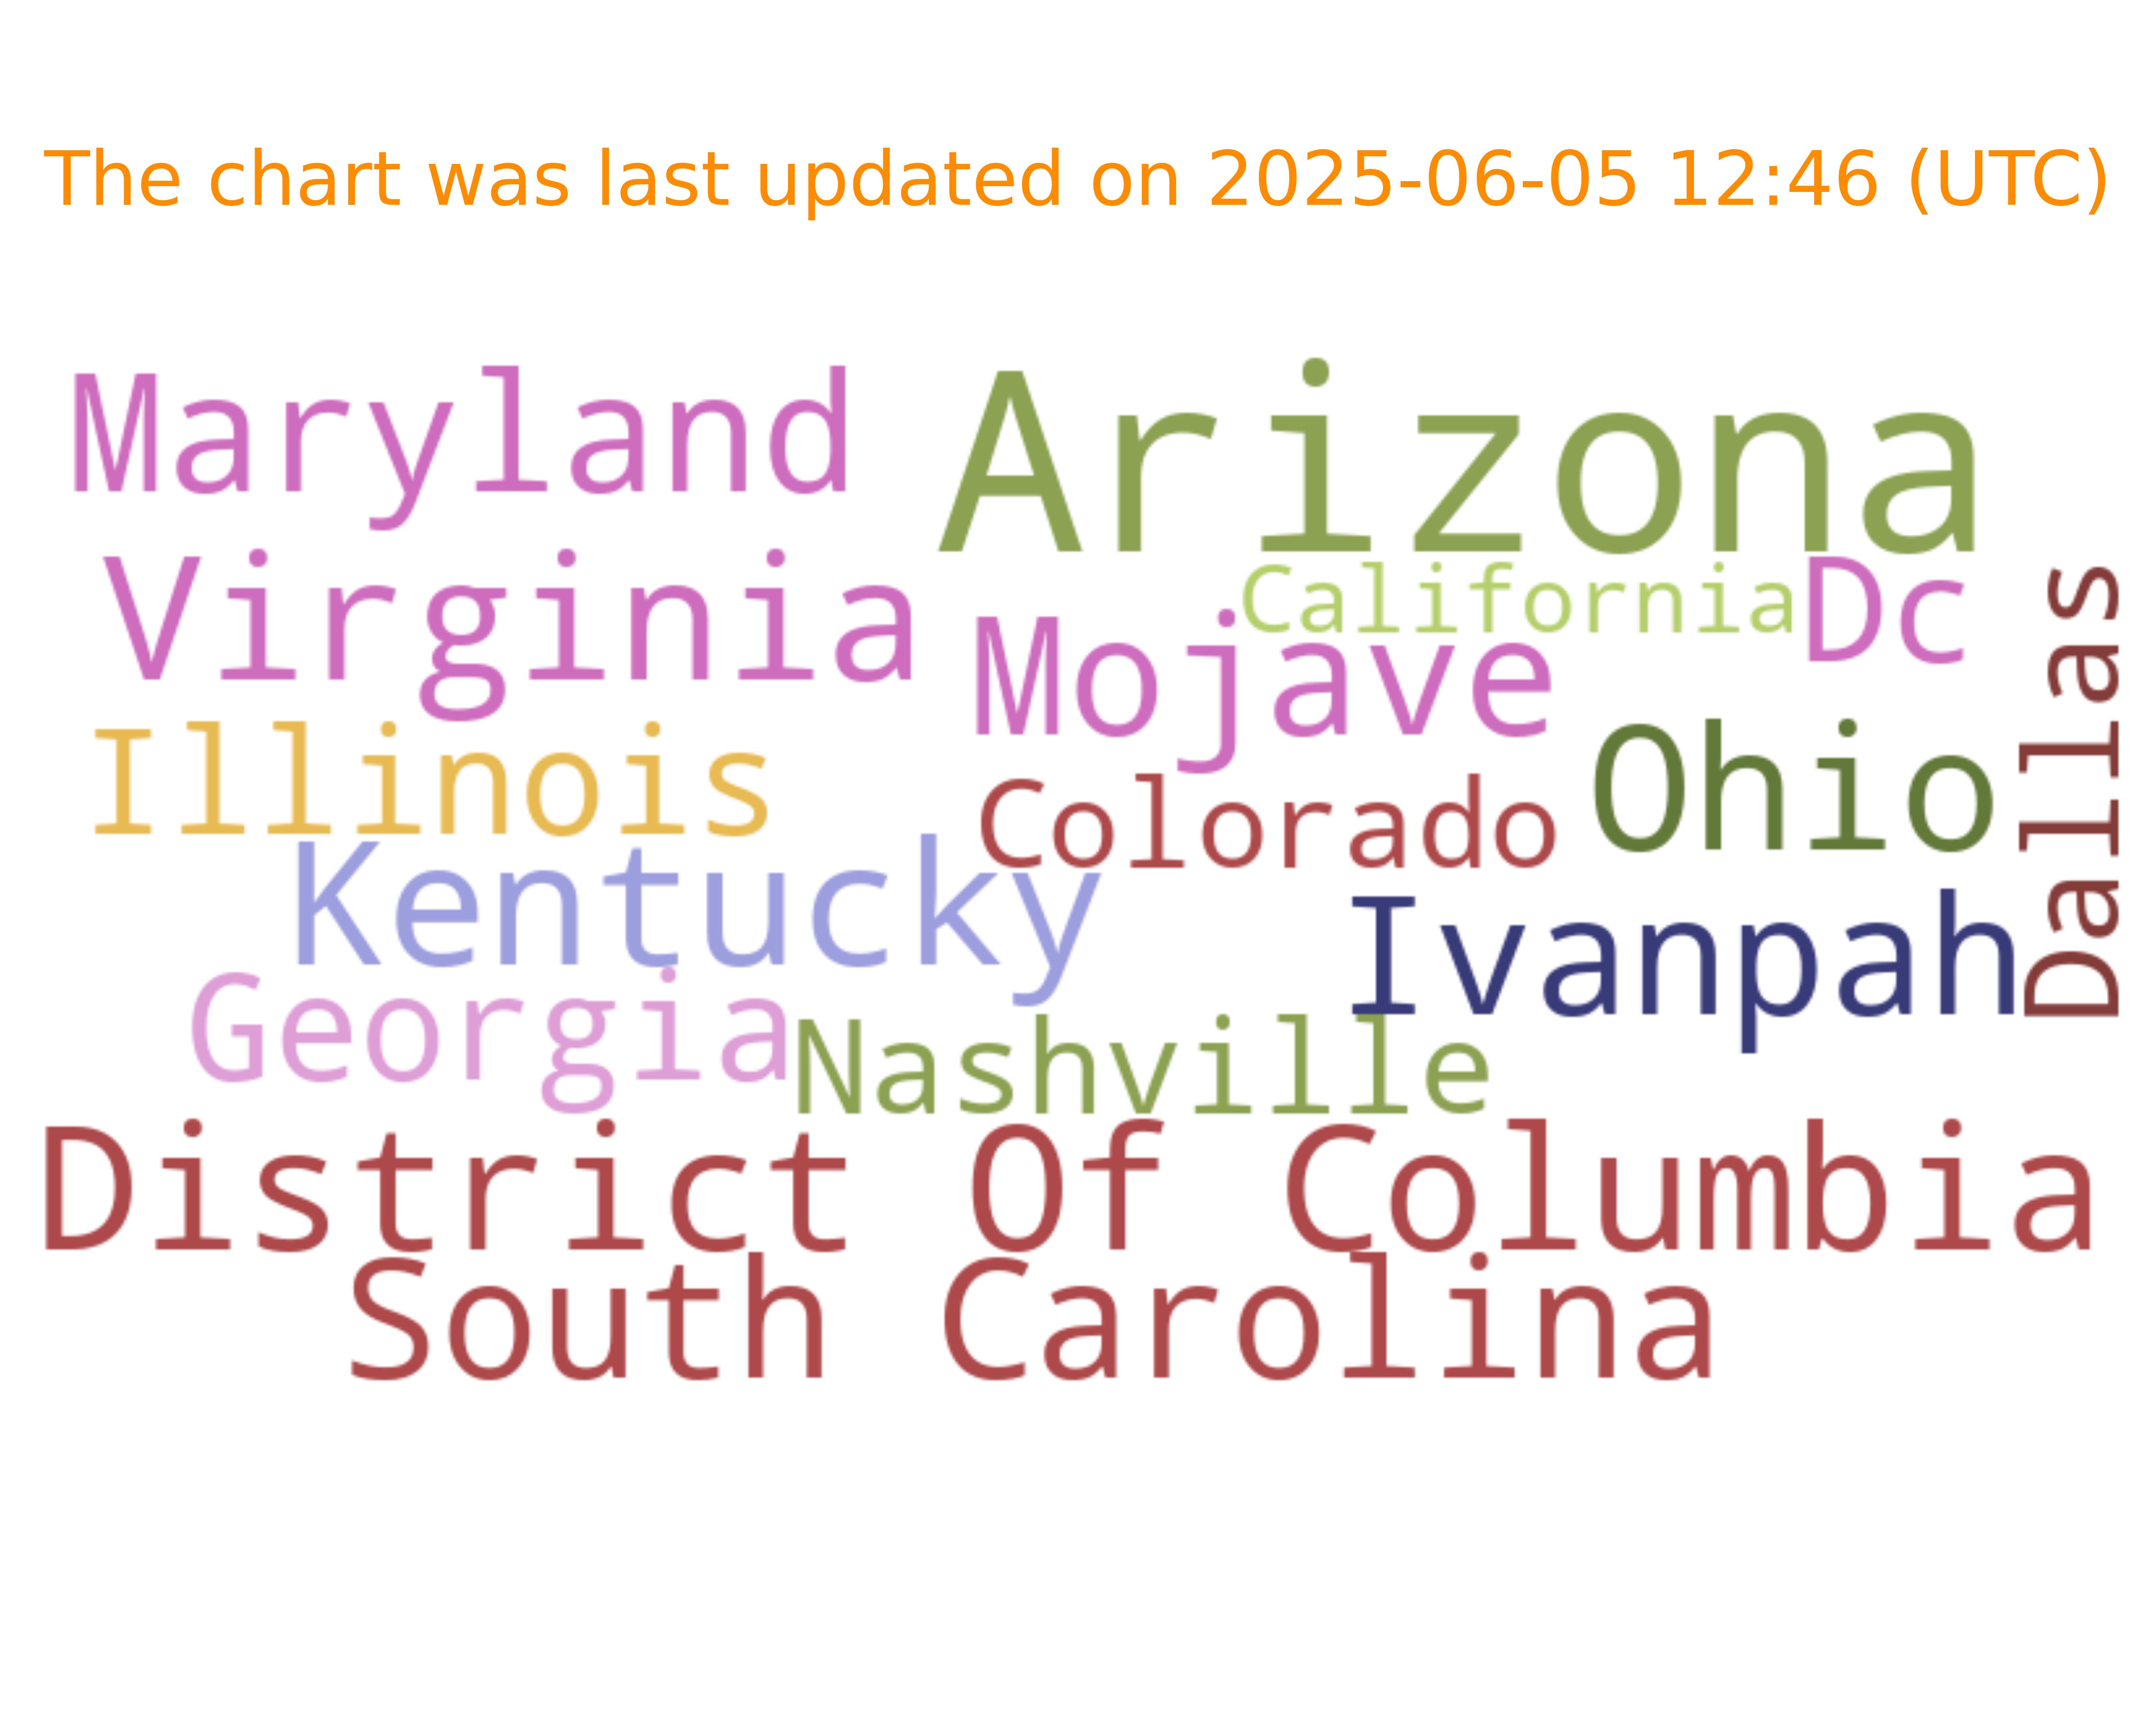 The chart was last updated on 2025-06-05 12:46 (UTC)
Maryland
Arizona
Virginia
California
Dc
Mojave
Dallas
Illinois
Ohio
Colorado
Kentucky
Ivanpah
Georgia
Nashville
District Of Columbia
South Carolina